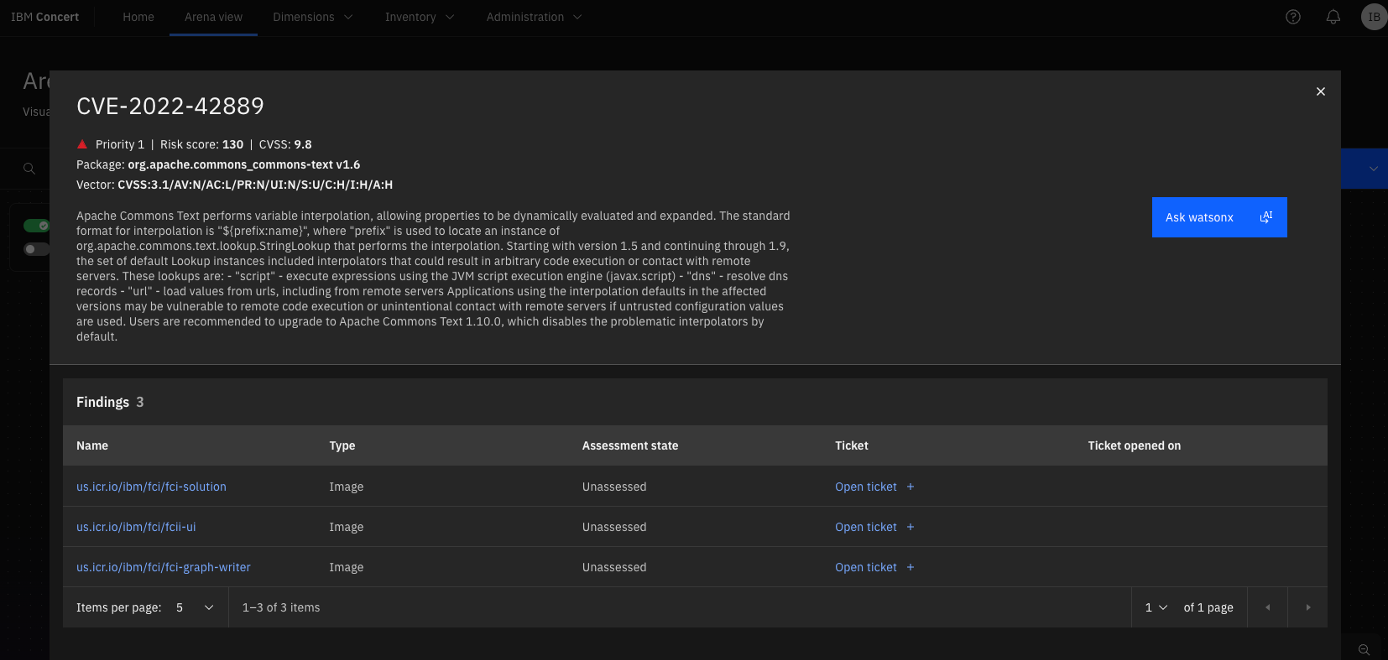 IBM Concert Home Arena view Dimensions Inventory Administration IB
Are
Visua
CVE-2022-42889
Priority 1 | Risk score: 130 | CVSS: 9.8
Package: org.apache.commons_commons-text v1.6
Vector: CVSS:3.1/AV:N/AC:L/PR:N/UI:N/S:U/C:H/I:H/A:H
Apache Commons Text performs variable interpolation, allowing properties to be dynamically evaluated and expanded. The standard
format for interpolation is "${prefix:name}", where "prefix" is used to locate an instance of
org.apache.commons.text.lookup.StringLookup that performs the interpolation. Starting with version 1.5 and continuing through 1.9,
the set of default Lookup instances included interpolators that could result in arbitrary code execution or contact with remote
servers. These lookups are: - "script" - execute expressions using the JVM script execution engine (javax.script) - "dns" - resolve dns
records - "url" - load values from urls, including from remote servers Applications using the interpolation defaults in the affected
versions may be vulnerable to remote code execution or unintentional contact with remote servers if untrusted configuration values
are used. Users are recommended to upgrade to Apache Commons Text 1.10.0, which disables the problematic interpolators by
default.
Ask watsonx AI
Findings 3
Name Type Assessment state Ticket Ticket opened on
us.icr.io/ibm/fci/fci-solution Image Unassessed Open ticket +
us.icr.io/ibm/fci/fcii-ui Image Unassessed Open ticket +
us.icr.io/ibm/fci/fci-graph-writer Image Unassessed Open ticket +
Items per page: 5 1–3 of 3 items 1 of 1 page